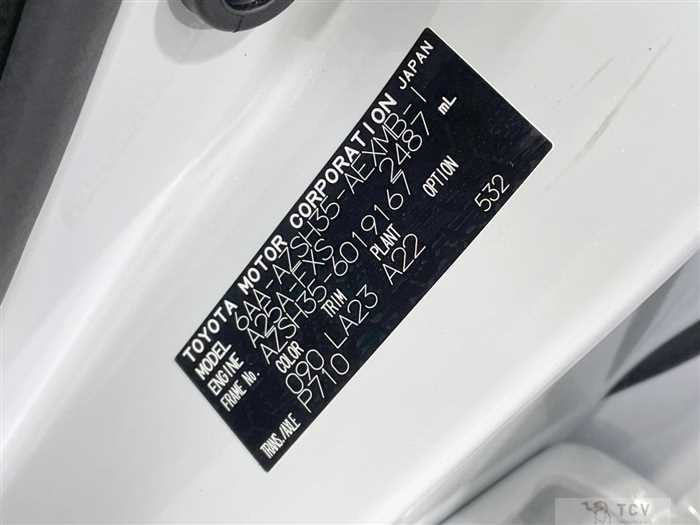 TOYOTA MOTOR CORPORATION JAPAN
MODEL 6AA-AZSH35-AEXMB-1
ENGINE A25A-FXS 2487 mL
FRAME No. AZSH35-6019167
COLOR TRIM PLANT OPTION
090 LA23 A22 532
TRANS./AXLE P710
TCV